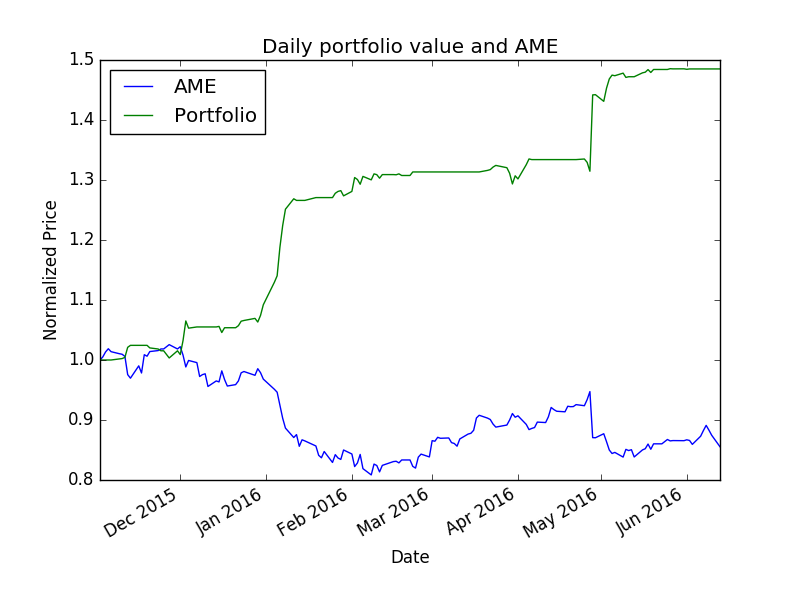 Daily portfolio value and AME
AME
Portfolio
1.5
1.4
1.3
1.2
1.1
1.0
0.9
0.8
Normalized Price
Dec 2015
Jan 2016
Feb 2016
Mar 2016
Apr 2016
May 2016
Jun 2016
Date